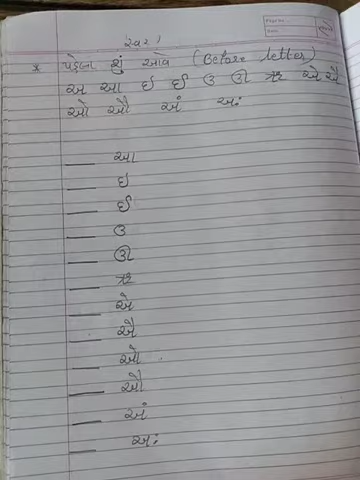 સ્વર
* પહેલા શું આવે (Before letter)
અ આ ઇ ઈ ઉ ઊ ઋ એ ઐ
ઓ ઔ અં અઃ
___ આ
___ ઇ
___ ઈ
___ ઉ
___ ઊ
___ ઋ
___ એ
___ ઐ
___ ઓ
___ ઔ
___ અં
___ અઃ